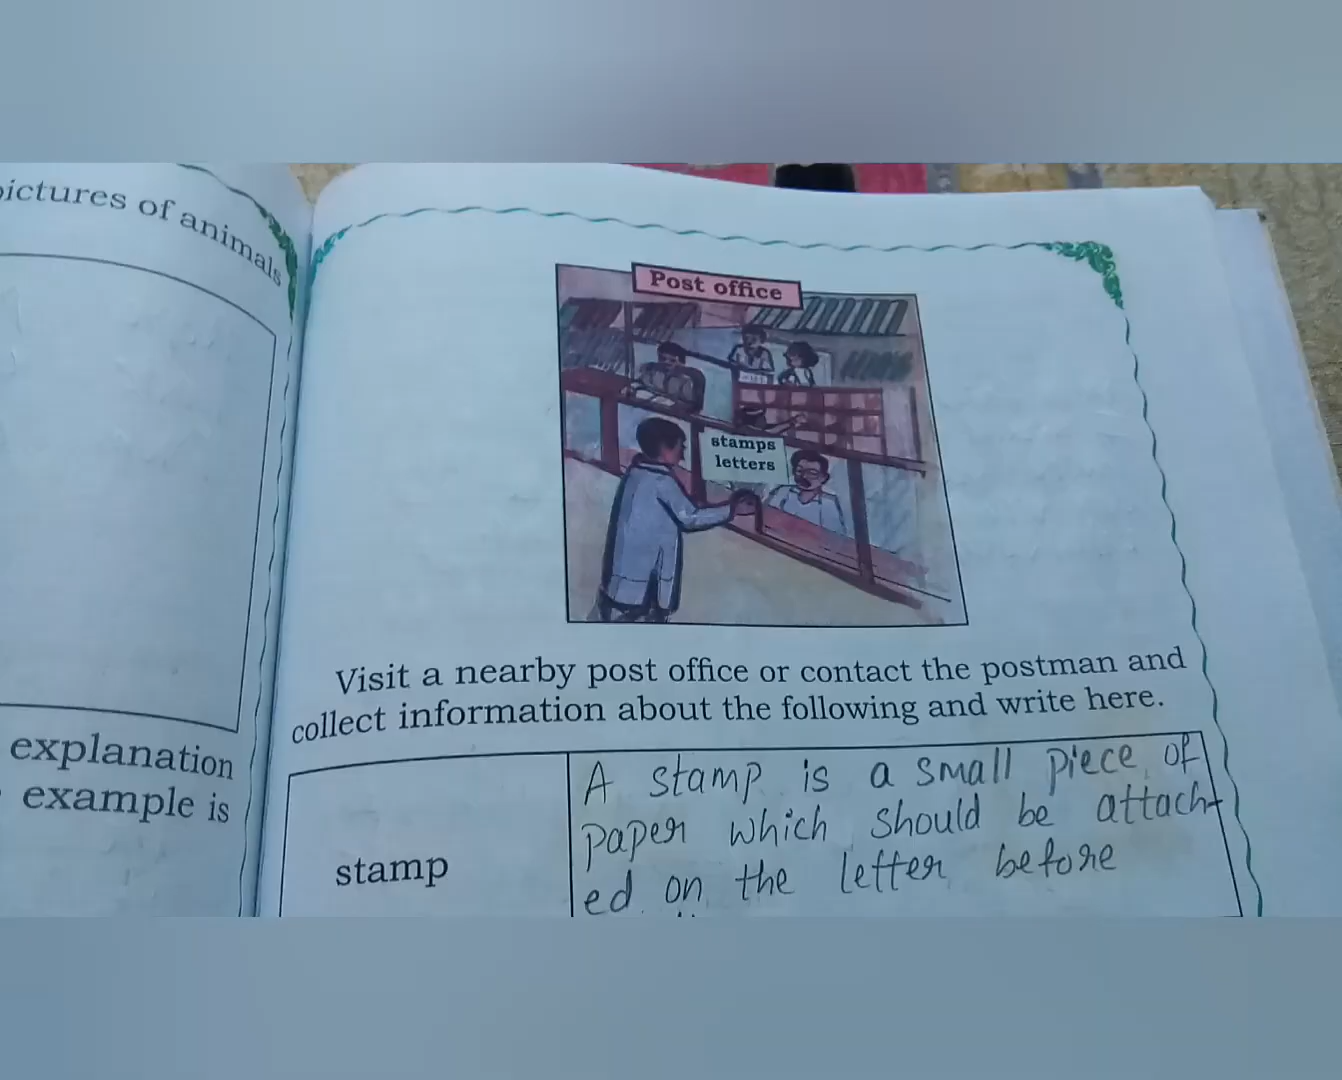 pictures of animals
explanation
example is
Post office
stamps
letters
Visit a nearby post office or contact the postman and
collect information about the following and write here.
stamp
A stamp is a small piece of
paper which should be attach
ed on the letter before